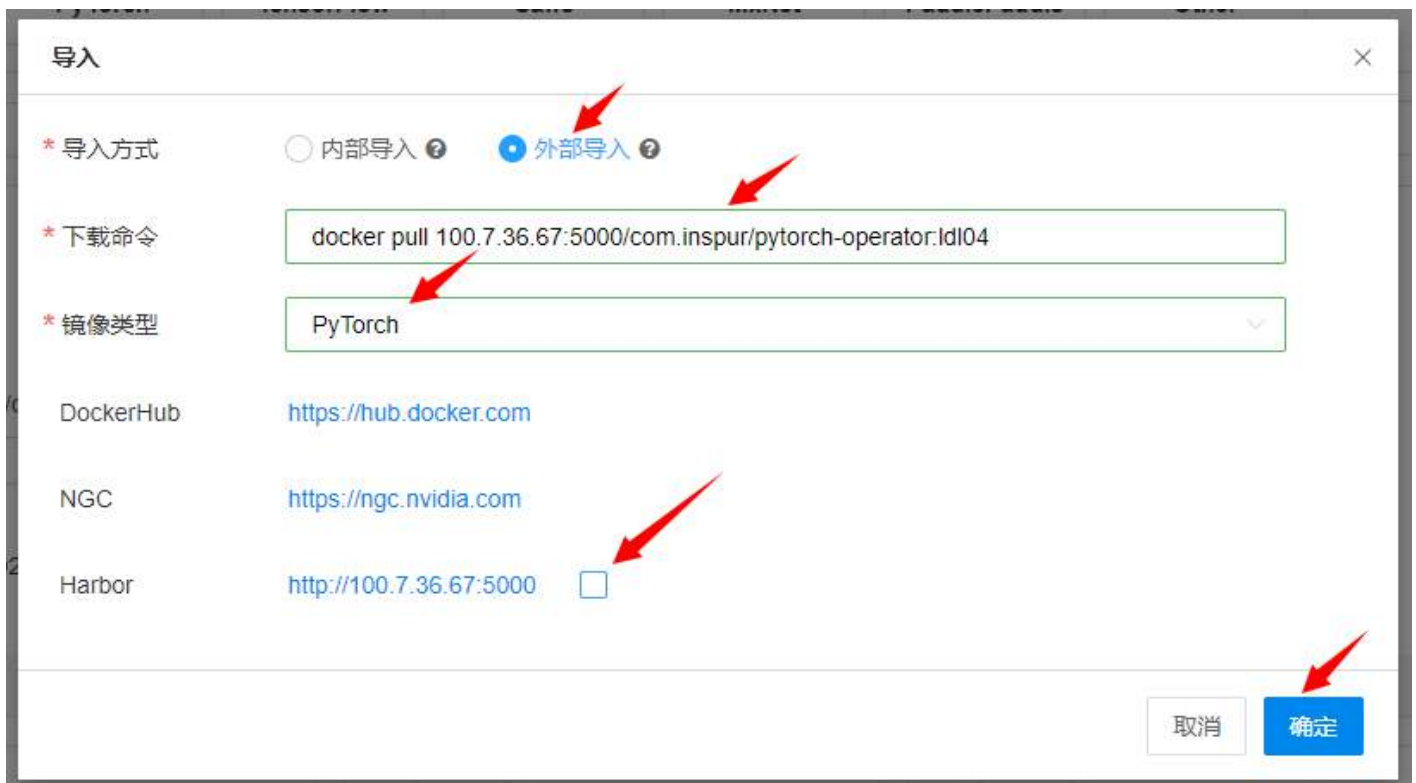 导入
* 导入方式 内部导入 外部导入
* 下载命令 docker pull 100.7.36.67:5000/com.inspur/pytorch-operator:ldl04
* 镜像类型 PyTorch
DockerHub https://hub.docker.com
NGC https://ngc.nvidia.com
Harbor http://100.7.36.67:5000
取消 确定